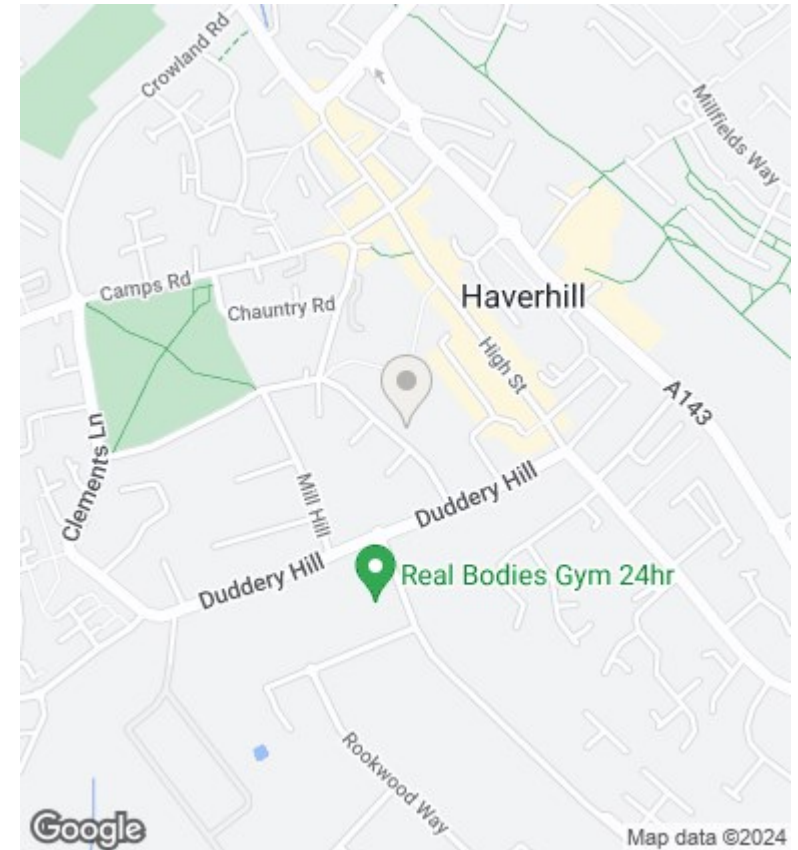 Crowland Rd
Millfields Way
Camps Rd
Chauntry Rd
Haverhill
High St
A143
Clements Ln
Mill Hill
Duddery Hill
Duddery Hill
Real Bodies Gym 24hr
Rookwood Way
Google
Map data ©2024